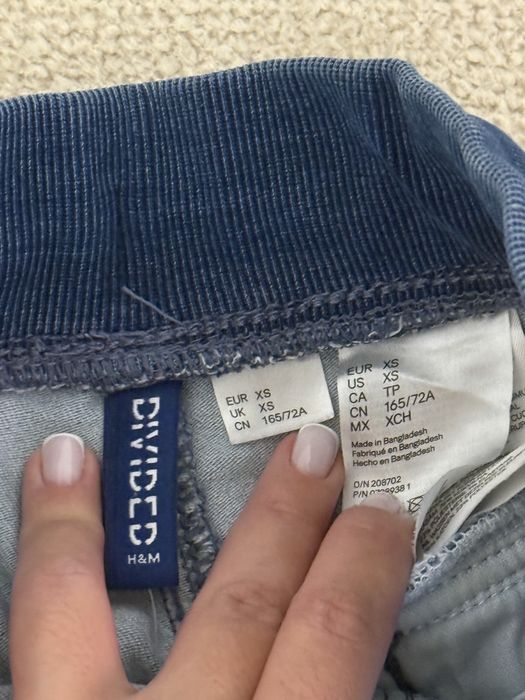 DIVIDED
H&M
EUR XS
UK XS
CN 165/72A
EUR XS
US XS
CA TP
CN 165/72A
MX XCH
Made in Bangladesh
Fabriqué en Bangladesh
Hecho en Bangladesh
O/N 208702
P/N